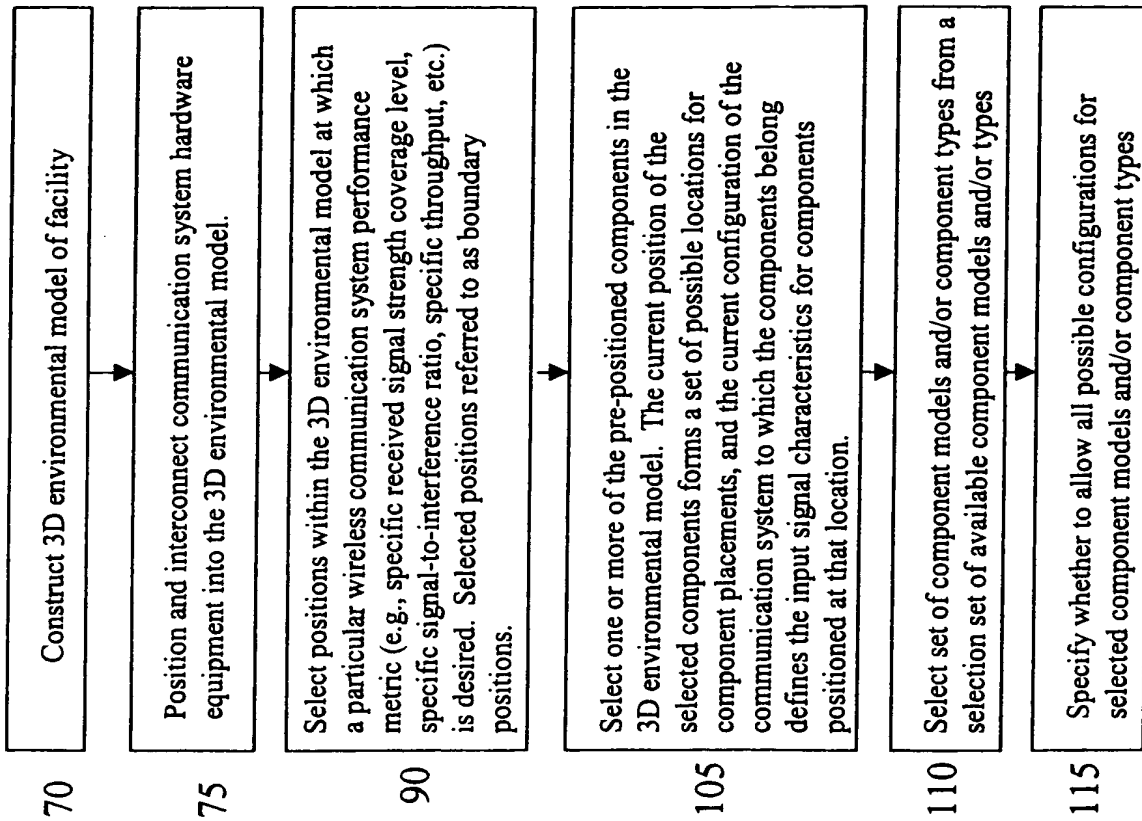 70
Construct 3D environmental model of facility
75
Position and interconnect communication system hardware
equipment into the 3D environmental model.
90
Select positions within the 3D environmental model at which
a particular wireless communication system performance
metric (e.g., specific received signal strength coverage level,
specific signal-to-interference ratio, specific throughput, etc.)
is desired. Selected positions referred to as boundary
positions.
105
Select one or more of the pre-positioned components in the
3D environmental model. The current position of the
selected components forms a set of possible locations for
component placements, and the current configuration of the
communication system to which the components belong
defines the input signal characteristics for components
positioned at that location.
110
Select set of component models and/or component types from a
selection set of available component models and/or types
115
Specify whether to allow all possible configurations for
selected component models and/or component types